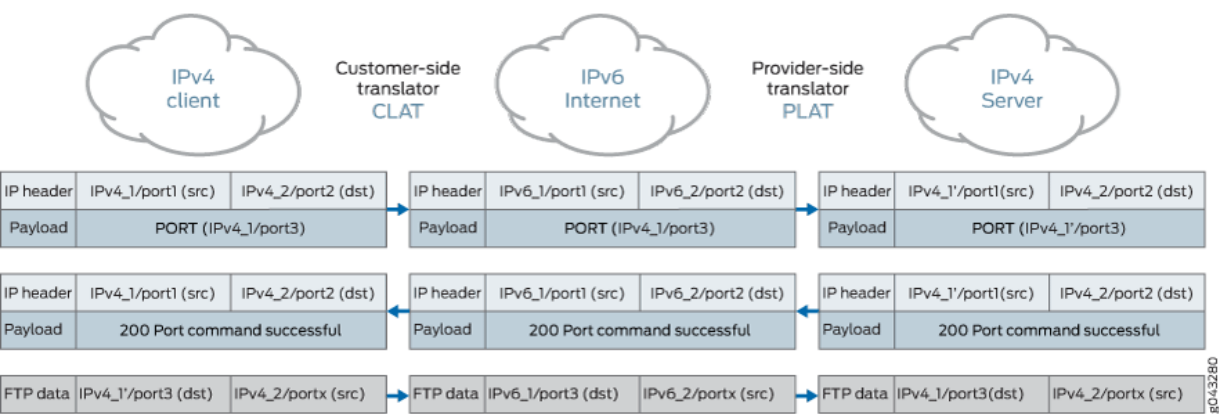 IPv4
client
Customer-side
translator
CLAT
IPv6
Internet
Provider-side
translator
PLAT
IPv4
Server
IP header IPv4_1/port1 (src) IPv4_2/port2 (dst) IP header IPv6_1/port1 (src) IPv6_2/port2 (dst) IP header IPv4_1'/port1(src) IPv4_2/port2 (dst)
Payload PORT (IPv4_1/port3) Payload PORT (IPv4_1/port3) Payload PORT (IPv4_1'/port3)
IP header IPv4_1/port1 (src) IPv4_2/port2 (dst) IP header IPv6_1/port1 (src) IPv6_2/port2 (dst) IP header IPv4_1'/port1(src) IPv4_2/port2 (dst)
Payload 200 Port command successful Payload 200 Port command successful Payload 200 Port command successful
FTP data IPv4_1'/port3 (dst) IPv4_2/portx (src) FTP data IPv6_1/port3 (dst) IPv6_2/portx (src) FTP data IPv4_1/port3(dst) IPv4_2/portx (src)
g043280